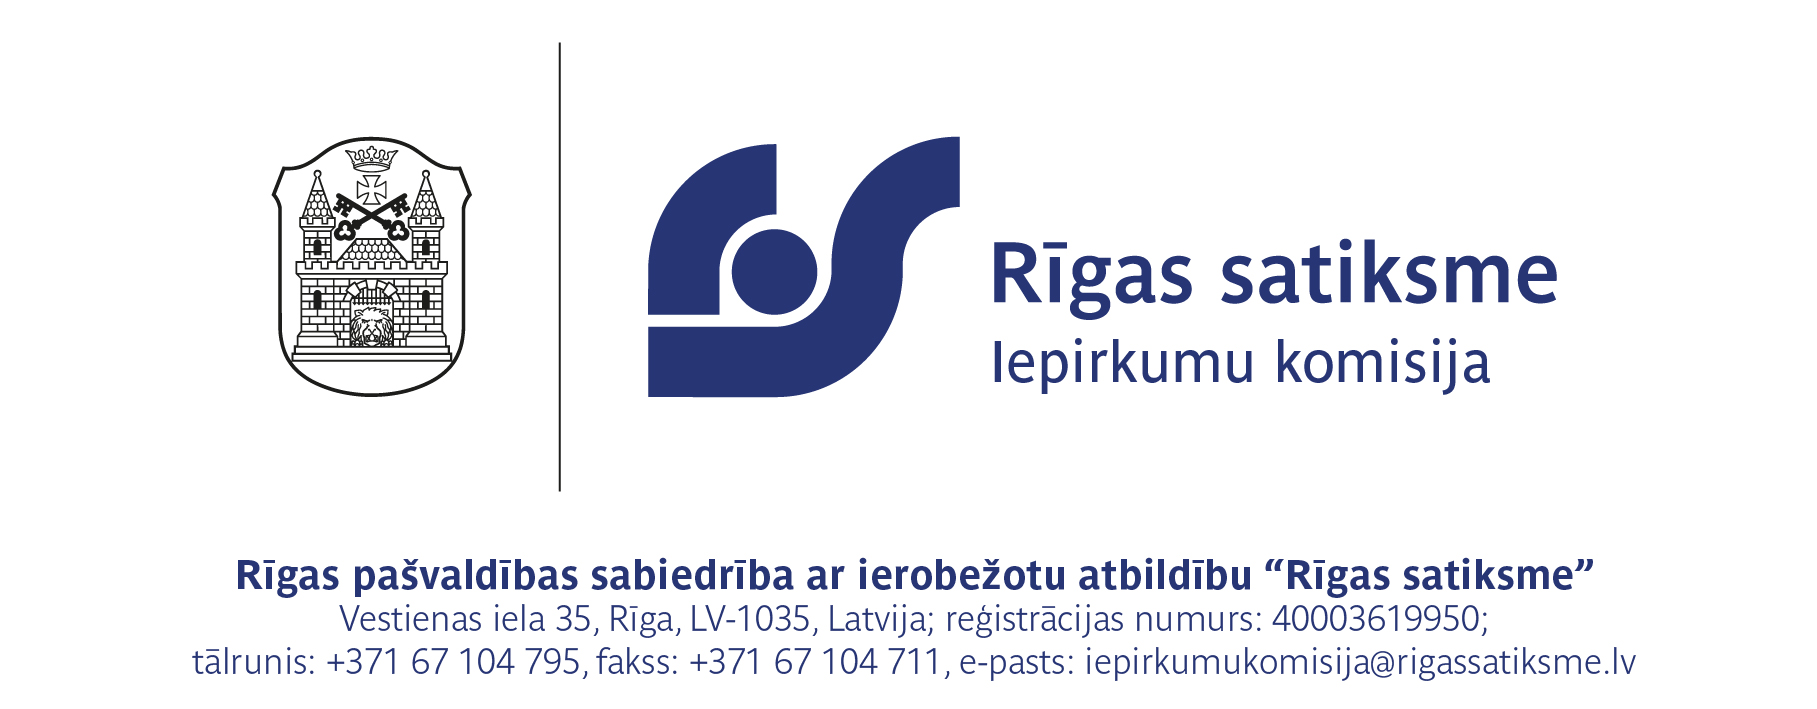 Rīgas satiksme
Iepirkumu komisija
Rīgas pašvaldības sabiedrība ar ierobežotu atbildību “Rīgas satiksme”
Vestienas iela 35, Rīga, LV-1035, Latvija; reģistrācijas numurs: 40003619950;
tālrunis: +371 67 104 795, fakss: +371 67 104 711, e-pasts: iepirkumukomisija@rigassatiksme.lv